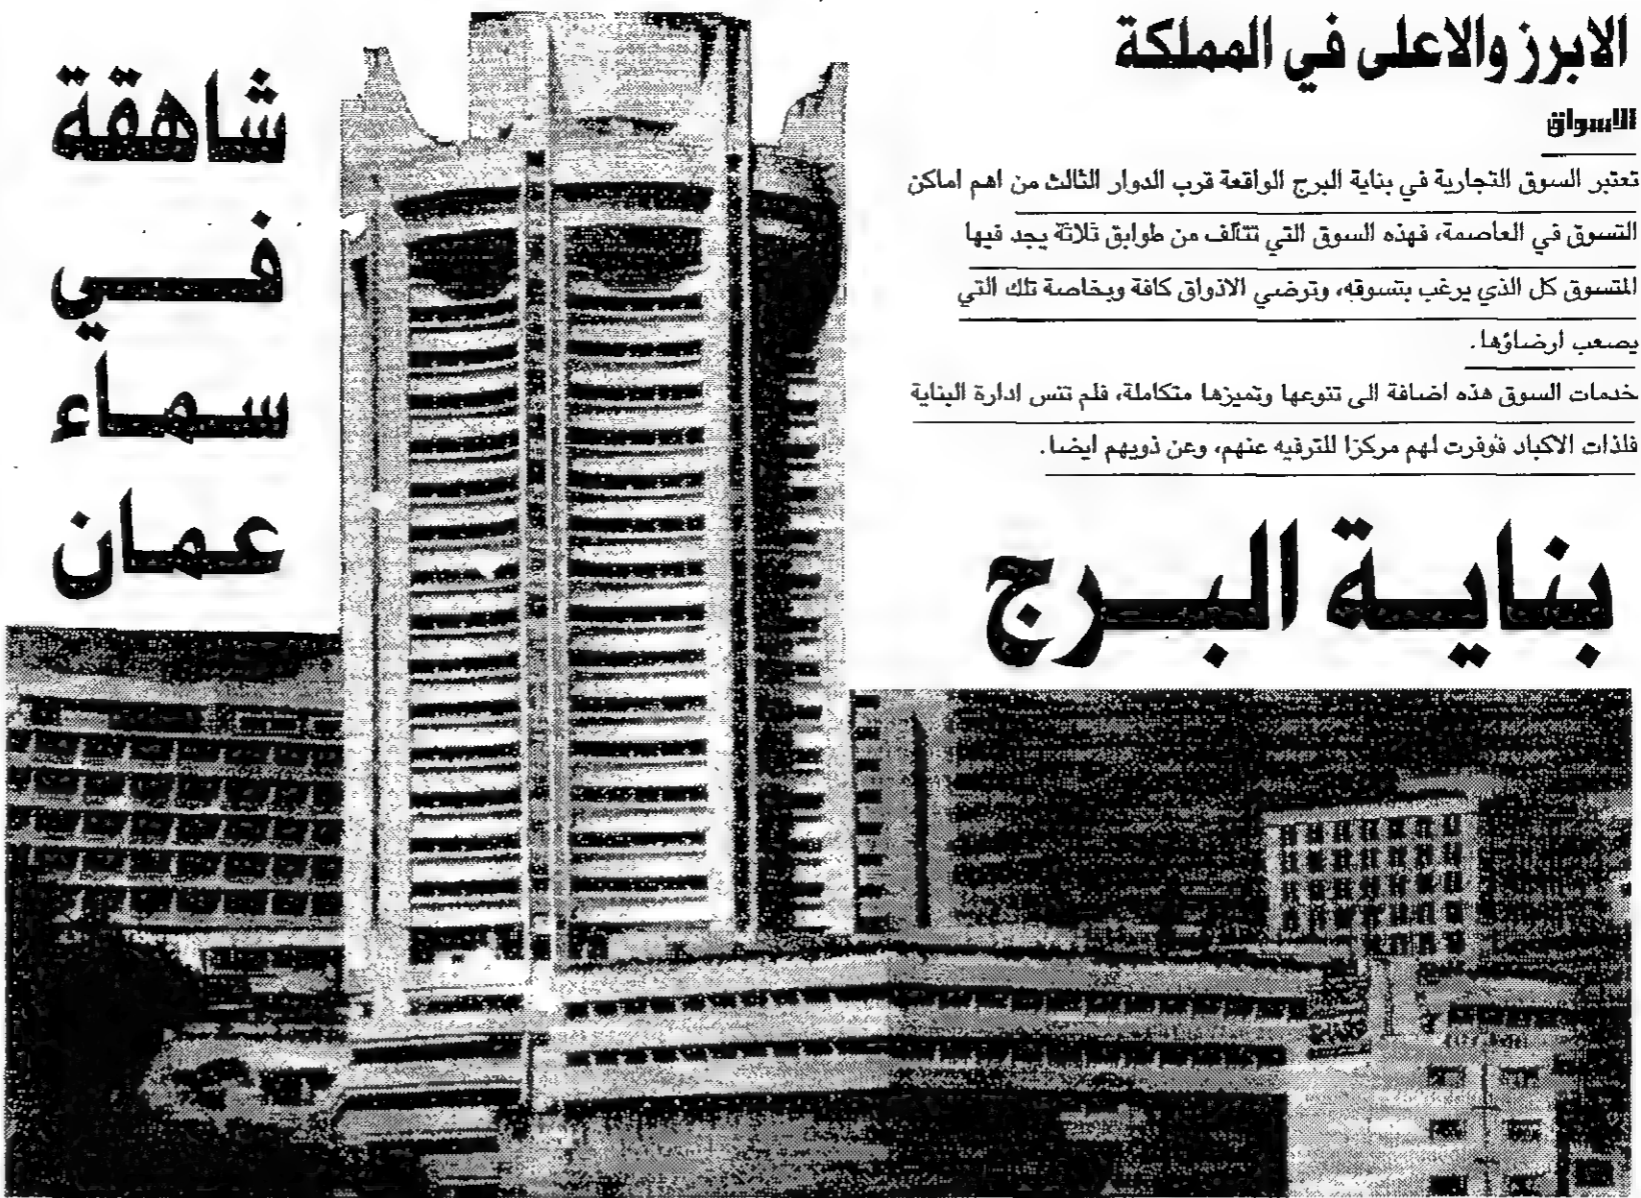 الابرز والاعلى في المملكة
الاسواق
تعتبر السوق التجارية في بناية البرج الواقعة قرب الدوار الثالث من اهم اماكن
التسوق في العاصمة، فهذه السوق التي تتألف من طوابق ثلاثة يجد فيها
المتسوق كل الذي يرغب بتسوقه، وترضي الاذواق كافة وبخاصة تلك التي
يصعب ارضاؤها.
خدمات السوق هذه اضافة الى تنوعها وتميزها متكاملة، فلم تنس ادارة البناية
فلذات الاكباد فوفرت لهم مركزا للترفيه عنهم، وعن ذويهم ايضا.
بناية البرج
شاهقة
في
سماء
عمان